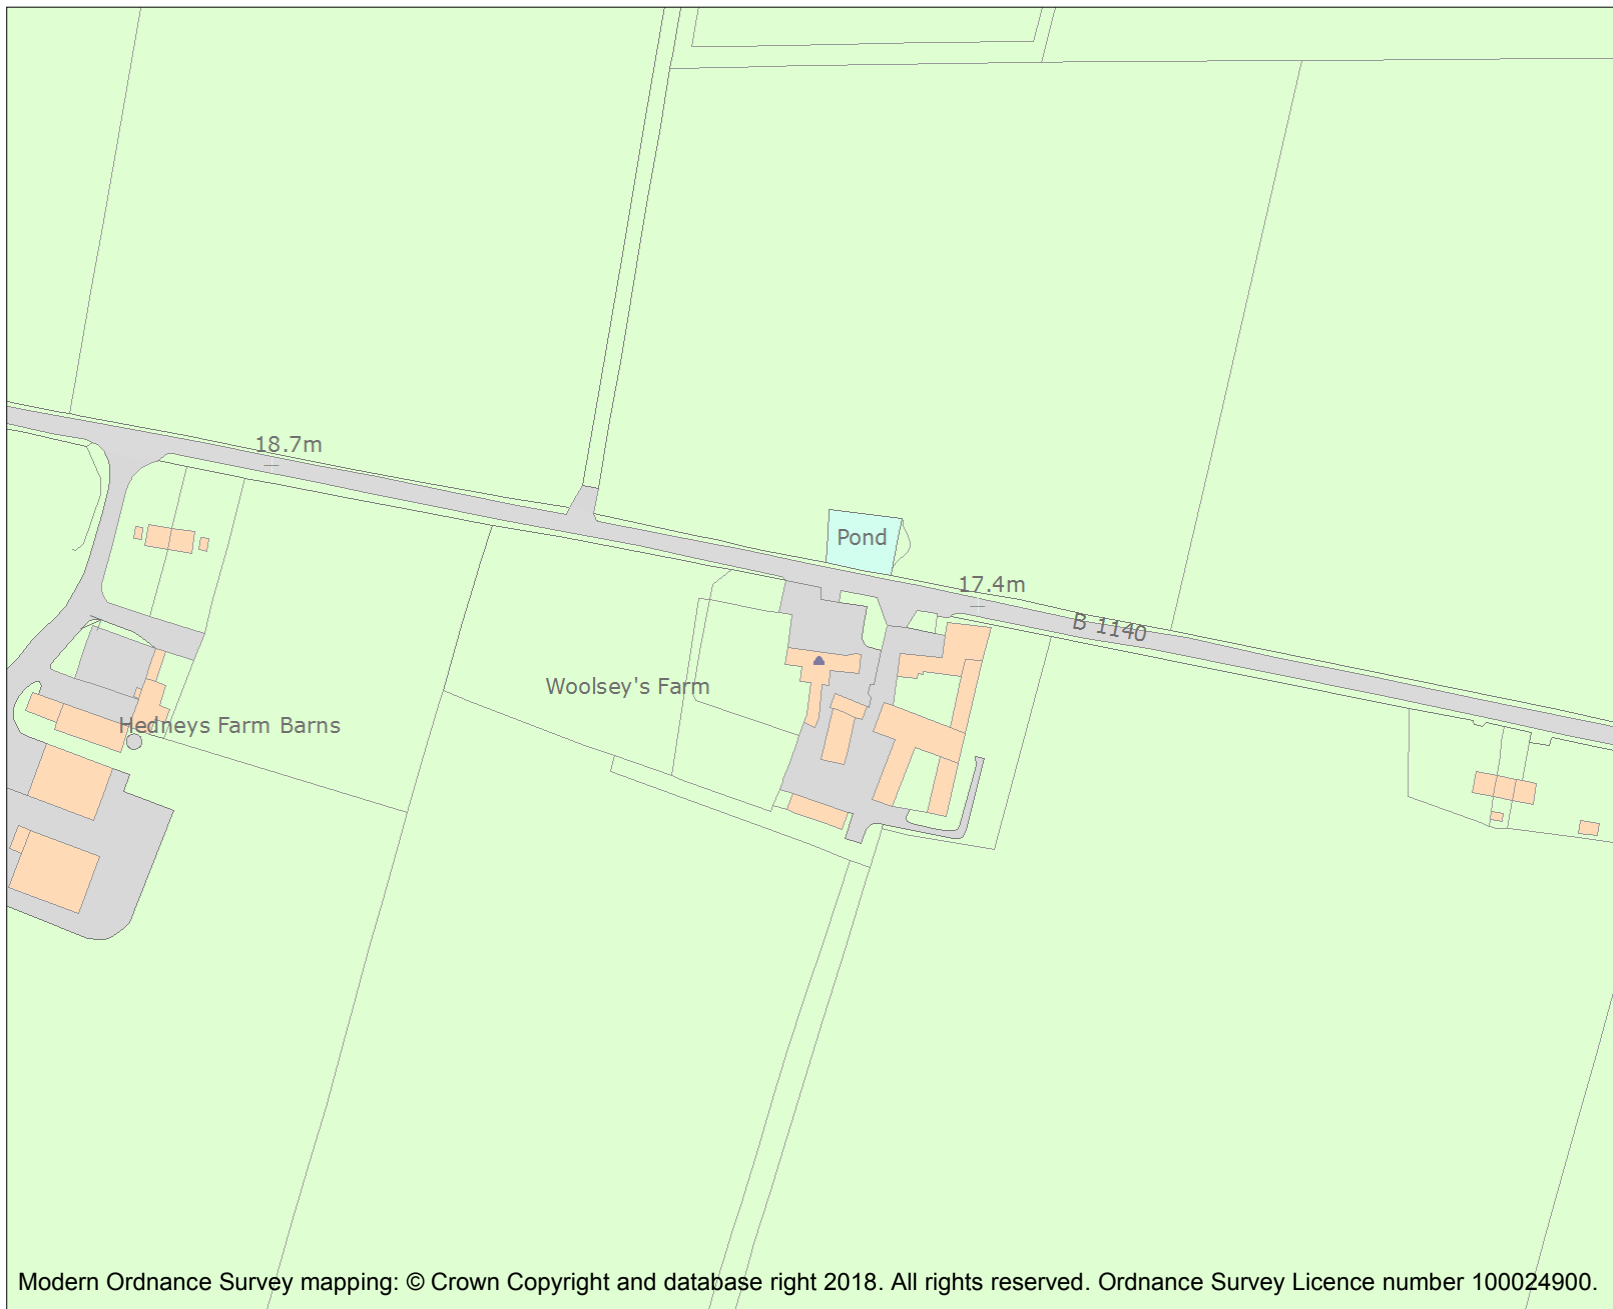 18.7m
Pond
17.4m
B 1140
Woolsey's Farm
Hedneys Farm Barns
Modern Ordnance Survey mapping: © Crown Copyright and database right 2018. All rights reserved. Ordnance Survey Licence number 100024900.